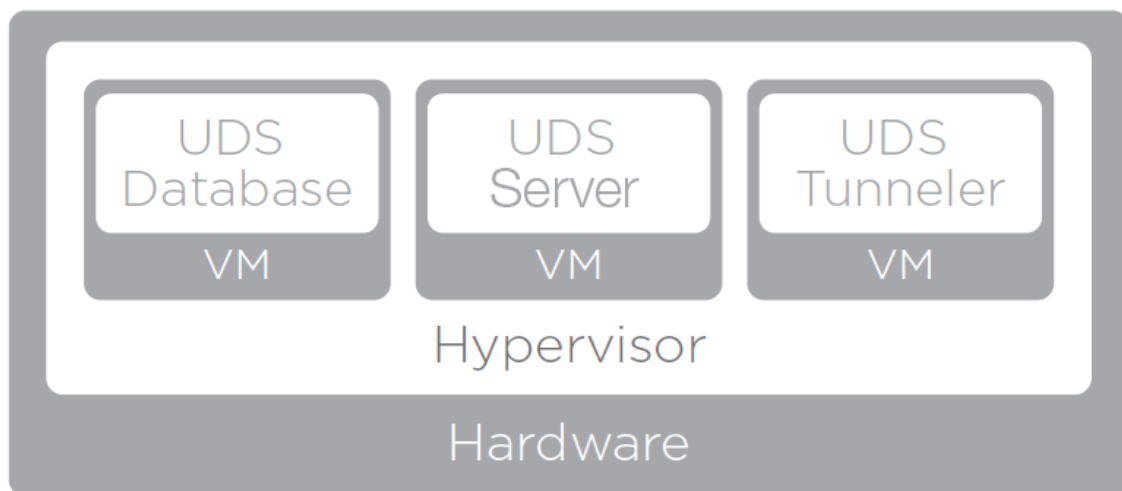 UDS
Database
VM
UDS
Server
VM
UDS
Tunneler
VM
Hypervisor
Hardware